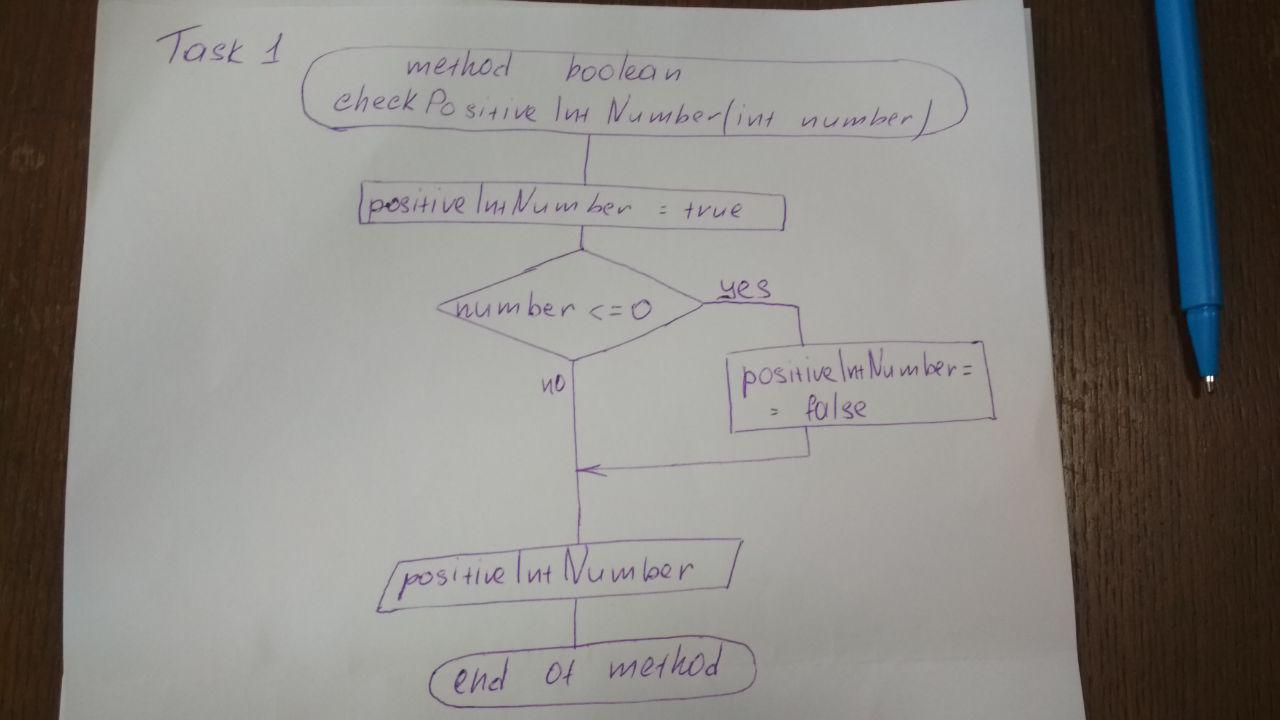 Task 1
method boolean
checkPositiveIntNumber(int number)
positiveIntNumber = true
number <= 0
yes
no
positiveIntNumber =
= false
positiveIntNumber
end of method